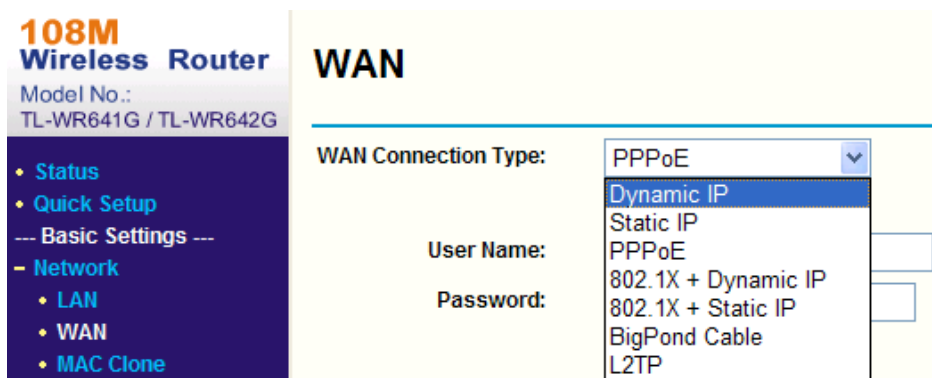 108M
Wireless Router
Model No.:
TL-WR641G / TL-WR642G
• Status
• Quick Setup
--- Basic Settings ---
– Network
• LAN
• WAN
• MAC Clone
WAN
WAN Connection Type:
PPPoE
Dynamic IP
Static IP
PPPoE
802.1X + Dynamic IP
802.1X + Static IP
BigPond Cable
L2TP
User Name:
Password: